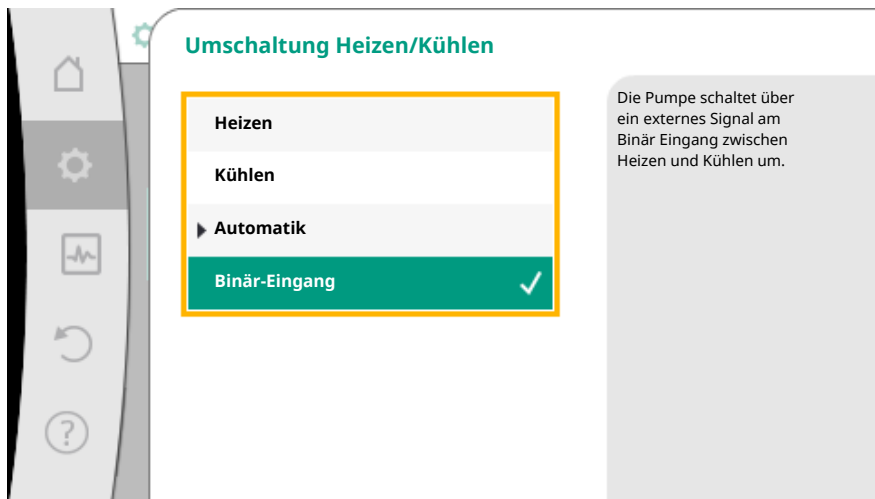 Umschaltung Heizen/Kühlen
Heizen
Kühlen
Automatik
Binär-Eingang
Die Pumpe schaltet über
ein externes Signal am
Binär Eingang zwischen
Heizen und Kühlen um.
?